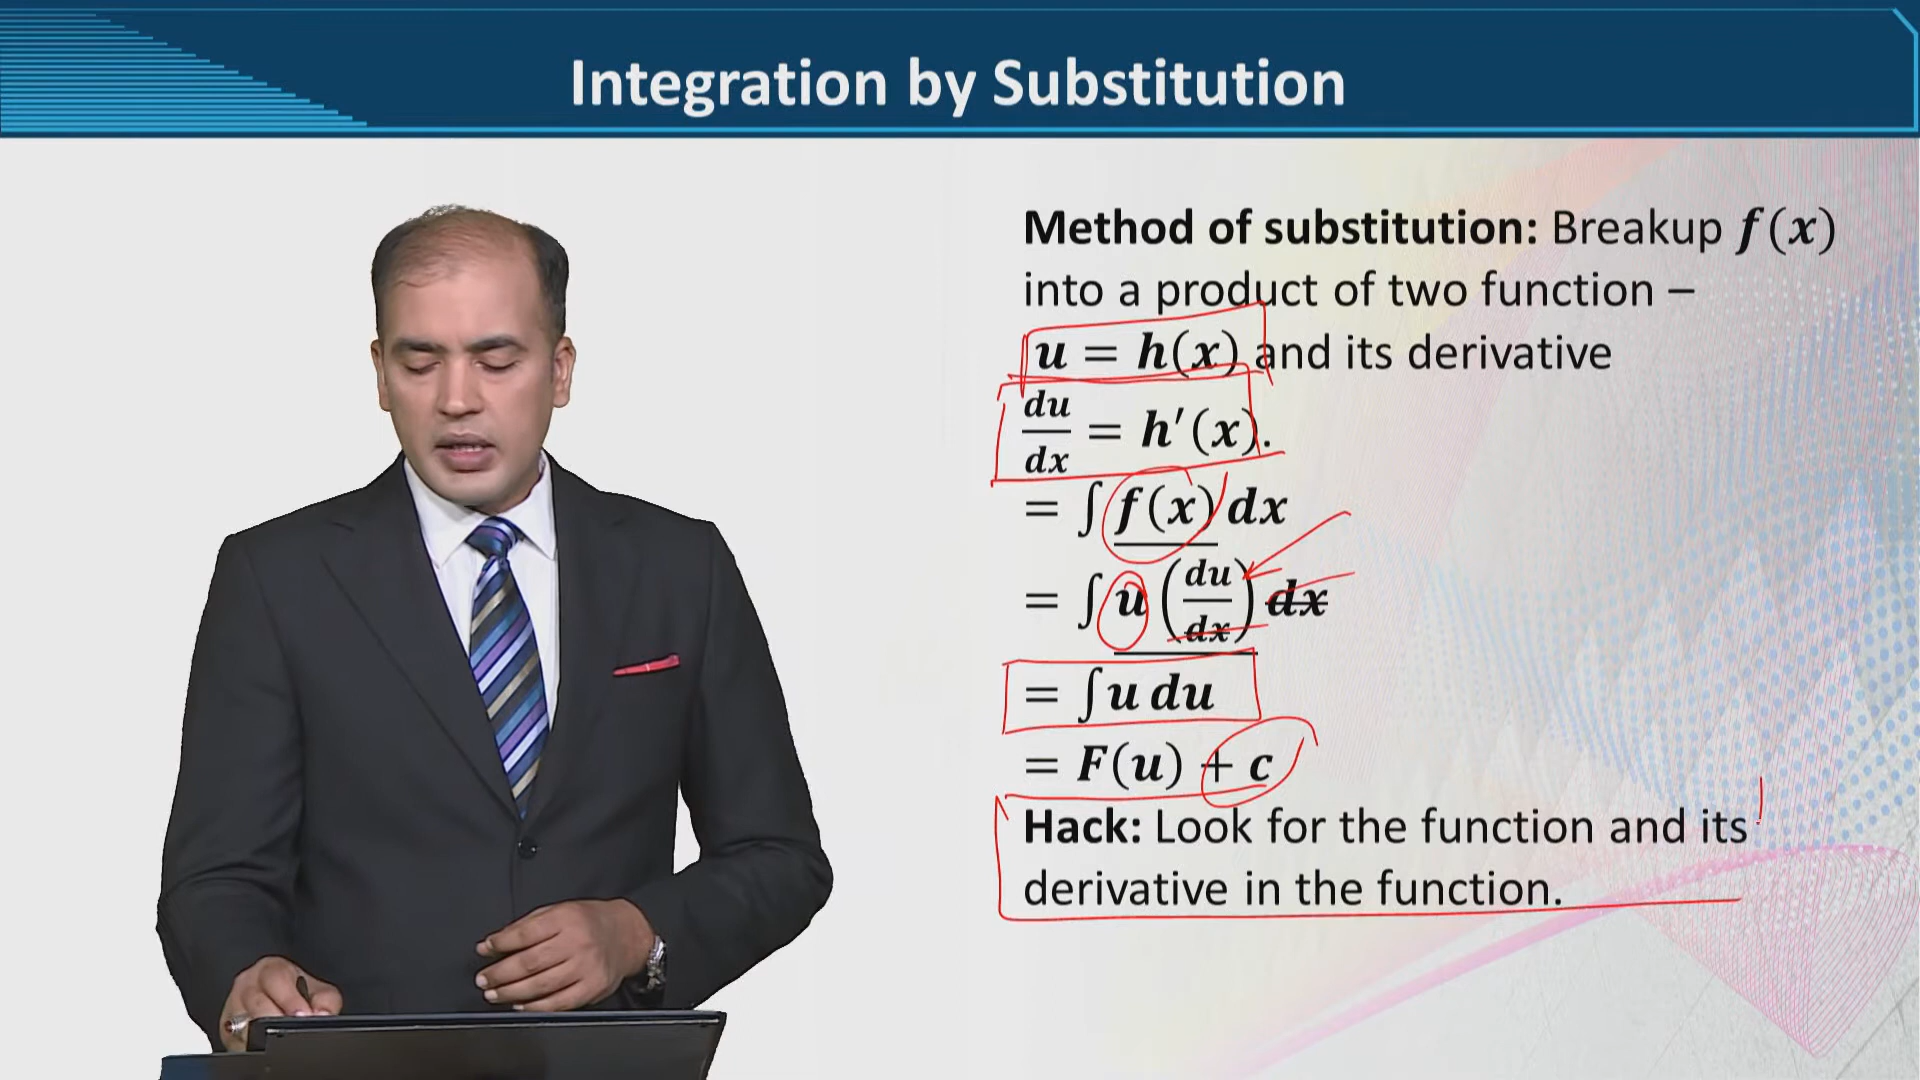 Integration by Substitution
Method of substitution: Breakup f(x)
into a product of two function –
u = h(x) and its derivative
du/dx = h′(x).
= ∫ f(x) dx
= ∫ u (du/dx) dx
= ∫ u du
= F(u) + c
Hack: Look for the function and its
derivative in the function.